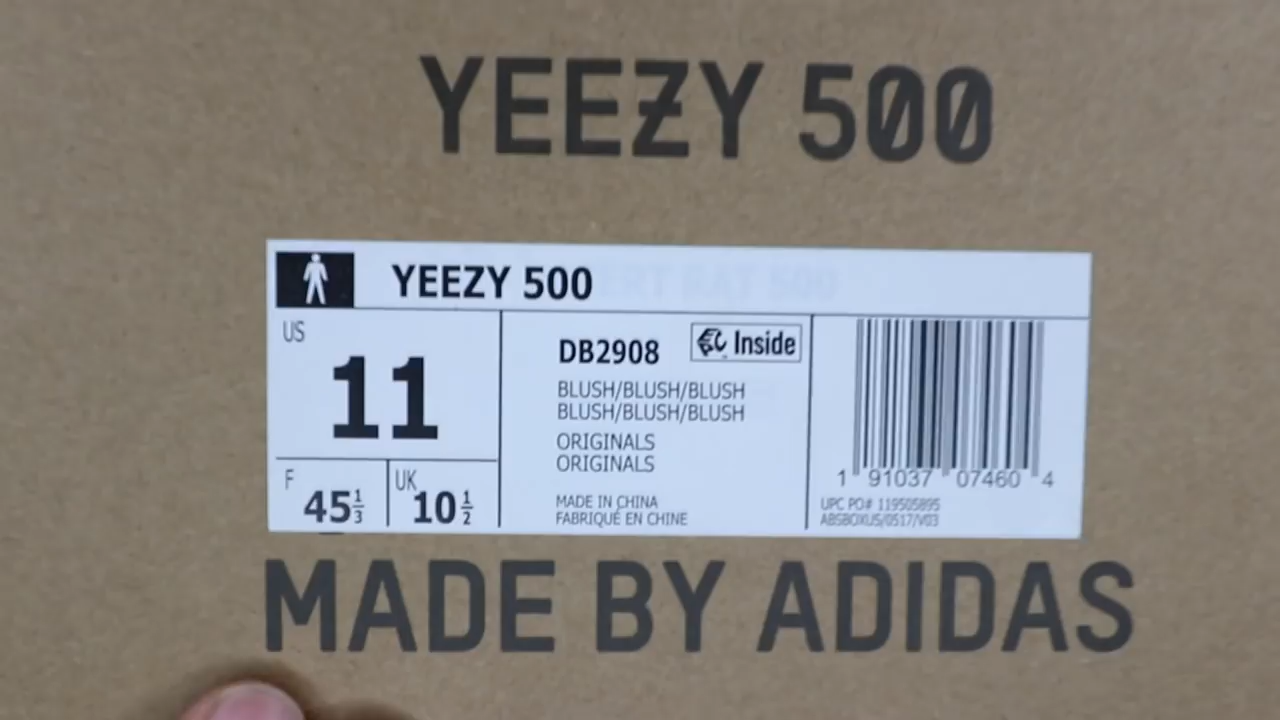 YEEZY 500
YEEZY 500
US
11
F
45 1/3
UK
10 1/2
DB2908
Inside
BLUSH/BLUSH/BLUSH
BLUSH/BLUSH/BLUSH
ORIGINALS
ORIGINALS
MADE IN CHINA
FABRIQUÉ EN CHINE
1 91037 07460 4
UPC PO# 119505895
ABSBOXUS/0517/V03
MADE BY ADIDAS